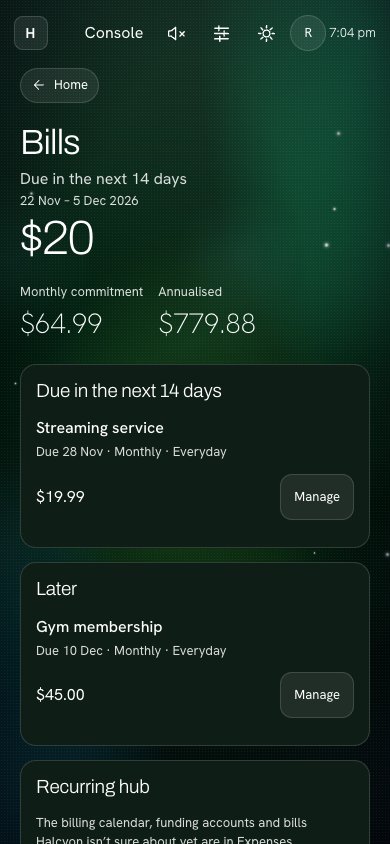 H
Console
R
7:04 pm
← Home
Bills
Due in the next 14 days
22 Nov – 5 Dec 2026
$20
Monthly commitment
Annualised
$64.99
$779.88
Due in the next 14 days
Streaming service
Due 28 Nov · Monthly · Everyday
$19.99
Manage
Later
Gym membership
Due 10 Dec · Monthly · Everyday
$45.00
Manage
Recurring hub
The billing calendar, funding accounts and bills
Halcyon isn’t sure about yet are in Expenses